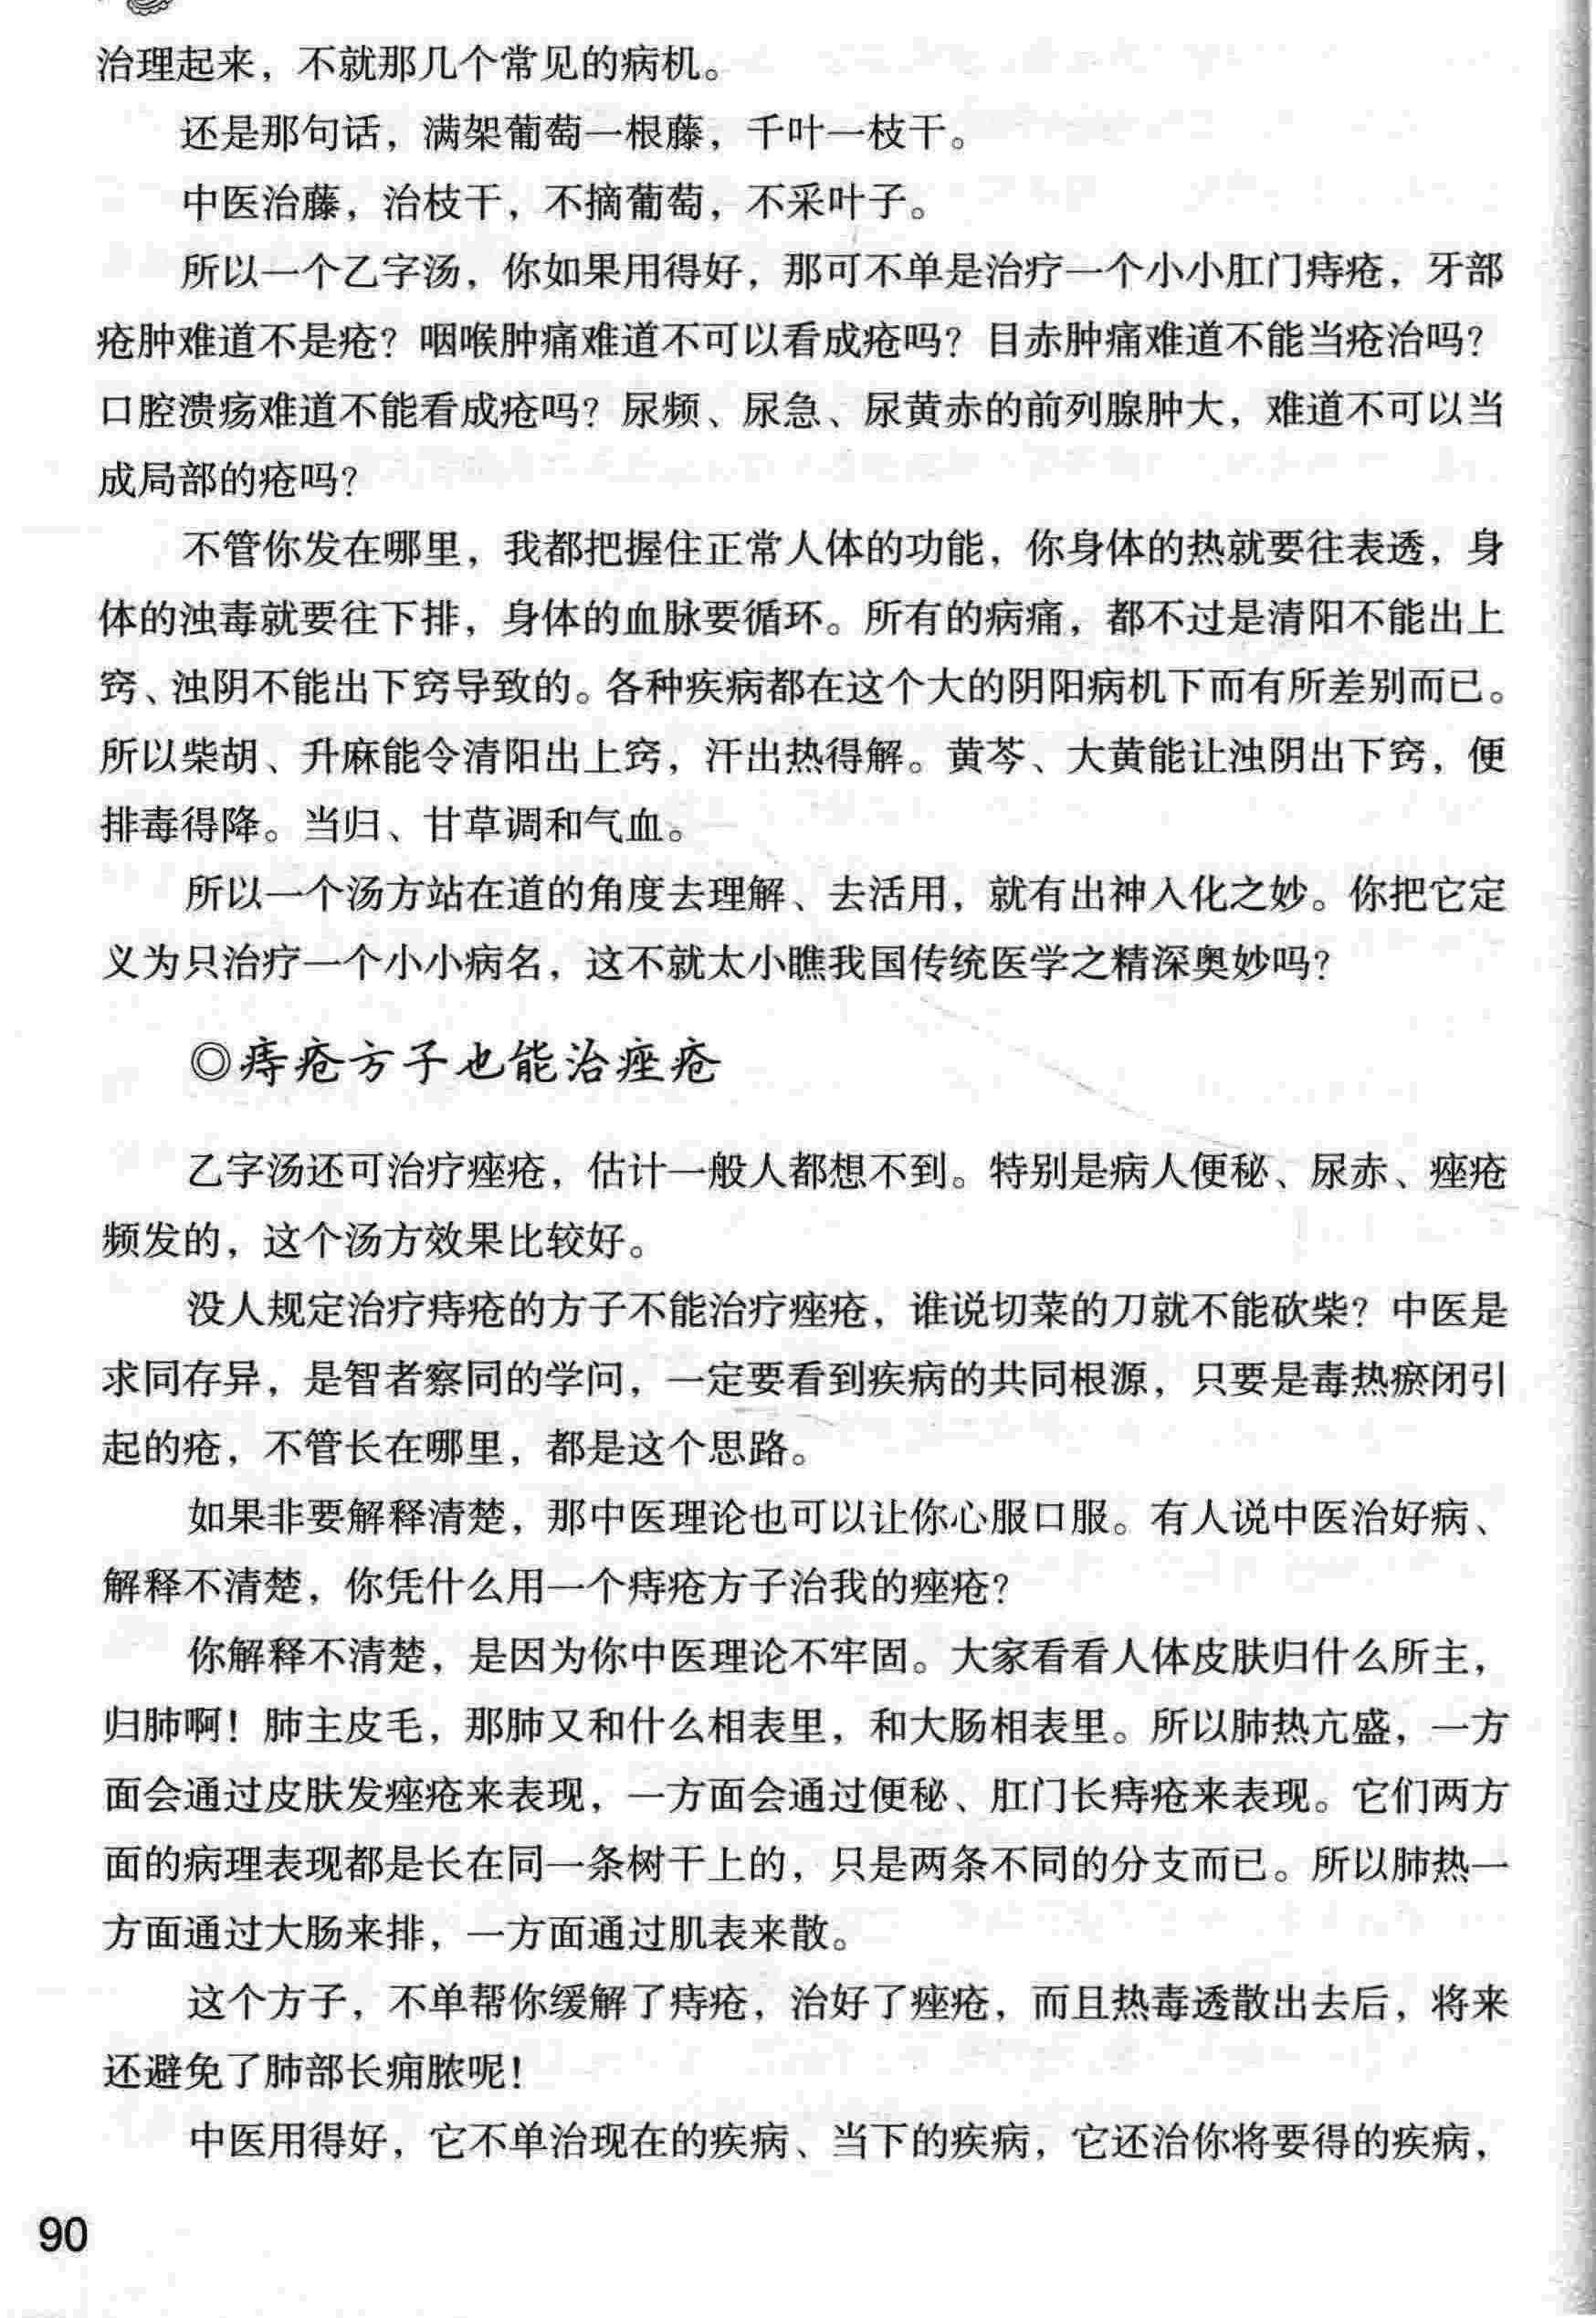 治理起来，不就那几个常见的病机。
还是那句话，满架葡萄一根藤，千叶一枝干。
中医治藤，治枝干，不摘葡萄，不采叶子。
所以一个乙字汤，你如果用得好，那可不单是治疗一个小小肛门痔疮，牙部
疮肿难道不是疮？咽喉肿痛难道不可以看成疮吗？目赤肿痛难道不能当疮治吗？
口腔溃疡难道不能看成疮吗？尿频、尿急、尿黄赤的前列腺肿大，难道不可以当
成局部的疮吗？
不管你发在哪里，我都把握住正常人体的功能，你身体的热就要往表透，身
体的浊毒就要往下排，身体的血脉要循环。所有的病痛，都不过是清阳不能出上
窍、浊阴不能出下窍导致的。各种疾病都在这个大的阴阳病机下而有所差别而已。
所以柴胡、升麻能令清阳出上窍，汗出热得解。黄芩、大黄能让浊阴出下窍，便
排毒得降。当归、甘草调和气血。
所以一个汤方站在道的角度去理解、去活用，就有出神入化之妙。你把它定
义为只治疗一个小小病名，这不就太小瞧我国传统医学之精深奥妙吗？
◎痔疮方子也能治痤疮
乙字汤还可治疗痤疮，估计一般人都想不到。特别是病人便秘、尿赤、痤疮
频发的，这个汤方效果比较好。
没人规定治疗痔疮的方子不能治疗痤疮，谁说切菜的刀就不能砍柴？中医是
求同存异，是智者察同的学问，一定要看到疾病的共同根源，只要是毒热瘀闭引
起的疮，不管长在哪里，都是这个思路。
如果非要解释清楚，那中医理论也可以让你心服口服。有人说中医治好病、
解释不清楚，你凭什么用一个痔疮方子治我的痤疮？
你解释不清楚，是因为你中医理论不牢固。大家看看人体皮肤归什么所主，
归肺啊！肺主皮毛，那肺又和什么相表里，和大肠相表里。所以肺热亢盛，一方
面会通过皮肤发痤疮来表现，一方面会通过便秘、肛门长痔疮来表现。它们两方
面的病理表现都是长在同一条树干上的，只是两条不同的分支而已。所以肺热一
方面通过大肠来排，一方面通过肌表来散。
这个方子，不单帮你缓解了痔疮，治好了痤疮，而且热毒透散出去后，将来
还避免了肺部长痈脓呢！
中医用得好，它不单治现在的疾病、当下的疾病，它还治你将要得的疾病，
90